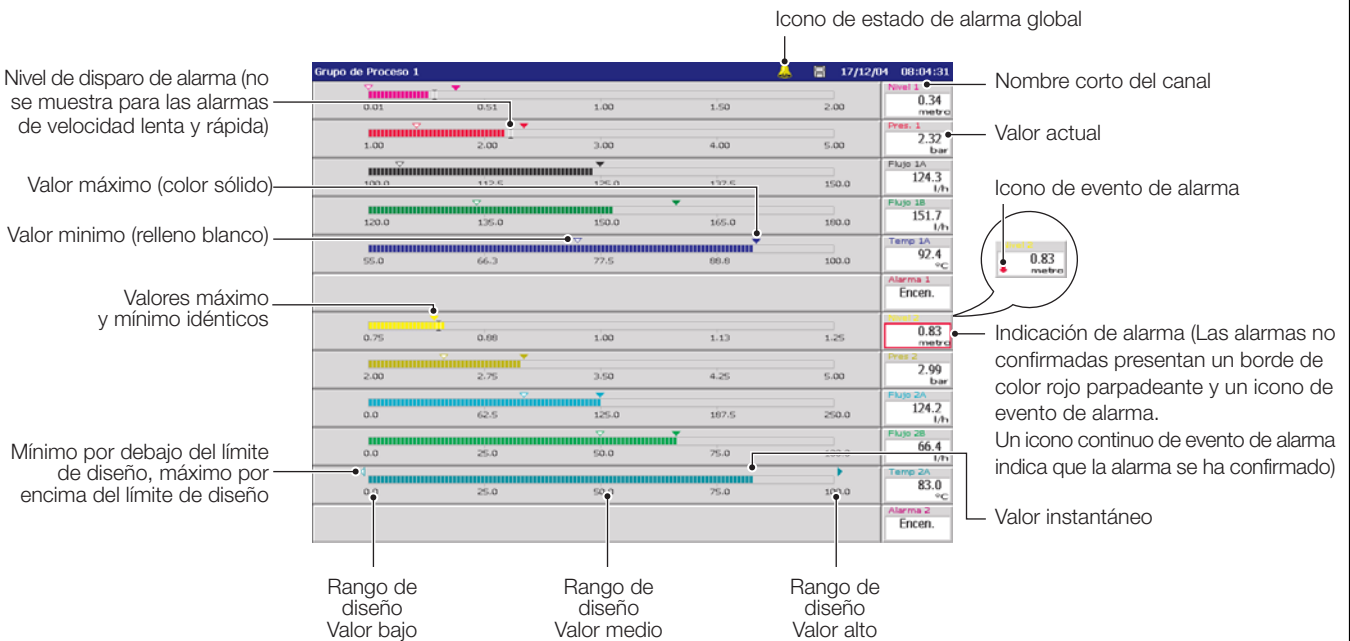 Icono de estado de alarma global
Nivel de disparo de alarma (no
se muestra para las alarmas
de velocidad lenta y rápida)
Valor máximo (color sólido)
Valor minimo (relleno blanco)
Valores máximo
y mínimo idénticos
Mínimo por debajo del límite
de diseño, máximo por
encima del límite de diseño
Grupo de Proceso 1
17/12/04 08:04:31
0.01 0.51 1.00 1.50 2.00
Nivel 1
0.34
metro
1.00 2.00 3.00 4.00 5.00
Pres. 1
2.32
bar
100.0 112.5 125.0 137.5 150.0
Flujo 1A
124.3
l/h
120.0 135.0 150.0 165.0 180.0
Flujo 1B
151.7
l/h
55.0 66.3 77.5 88.8 100.0
Temp 1A
92.4
°C
Alarma 1
Encen.
0.75 0.88 1.00 1.13 1.25
0.83
metro
2.00 2.75 3.50 4.25 5.00
Pres 2
2.99
bar
0.0 62.5 125.0 187.5 250.0
Flujo 2A
124.2
l/h
0.0 25.0 50.0 75.0 100.0
Flujo 2B
66.4
l/h
0.0 25.0 50.0 75.0 100.0
Temp 2A
83.0
°C
Alarma 2
Encen.
Nombre corto del canal
Valor actual
Icono de evento de alarma
0.83
metro
Indicación de alarma (Las alarmas no
confirmadas presentan un borde de
color rojo parpadeante y un icono de
evento de alarma.
Un icono continuo de evento de alarma
indica que la alarma se ha confirmado)
Valor instantáneo
Rango de
diseño
Valor bajo
Rango de
diseño
Valor medio
Rango de
diseño
Valor alto